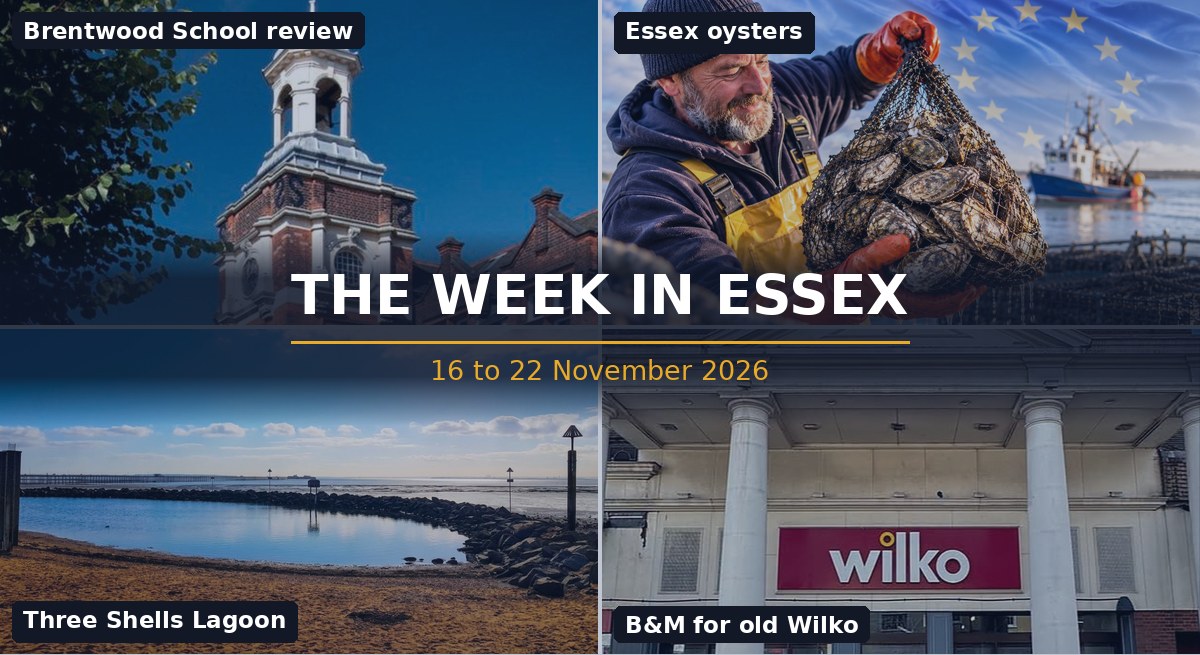 Brentwood School review
Essex oysters
THE WEEK IN ESSEX
16 to 22 November 2026
wilko
Three Shells Lagoon
B&M for old Wilko